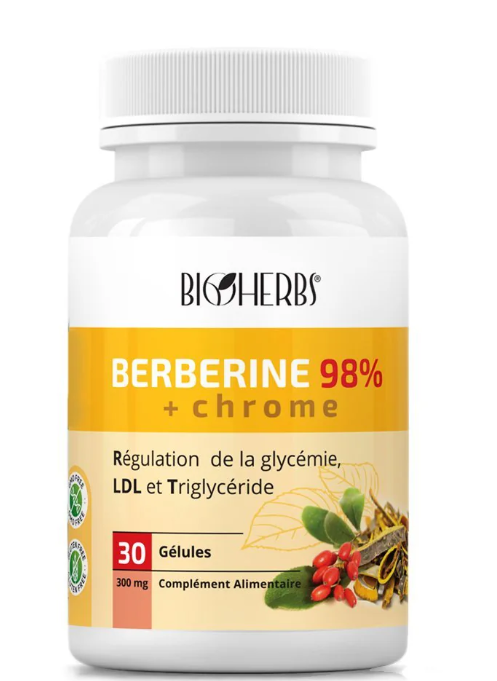 BIOHERBS®
BERBERINE 98%
+ chrome
Régulation de la glycémie,
LDL et Triglycéride
30 Gélules
300 mg Complément Alimentaire